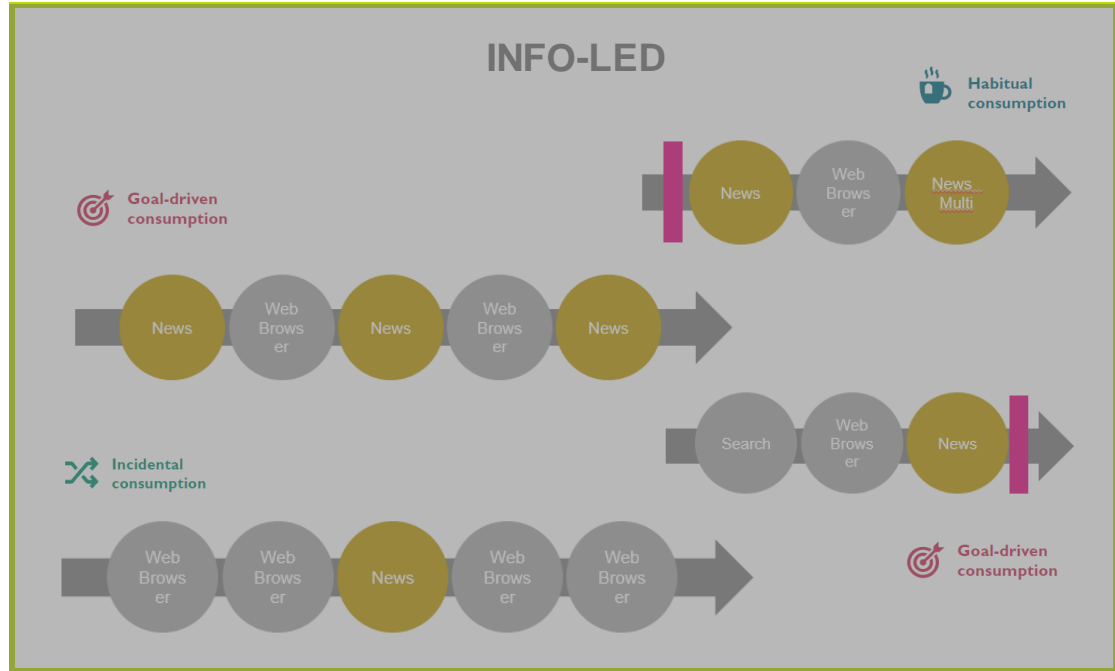 INFO-LED
Habitual
consumption
News
Web
Brows
er
News
Multi
Goal-driven
consumption
News
Web
Brows
er
News
Web
Brows
er
News
Search
Web
Brows
er
News
Incidental
consumption
Web
Brows
er
Web
Brows
er
News
Web
Brows
er
Web
Brows
er
Goal-driven
consumption